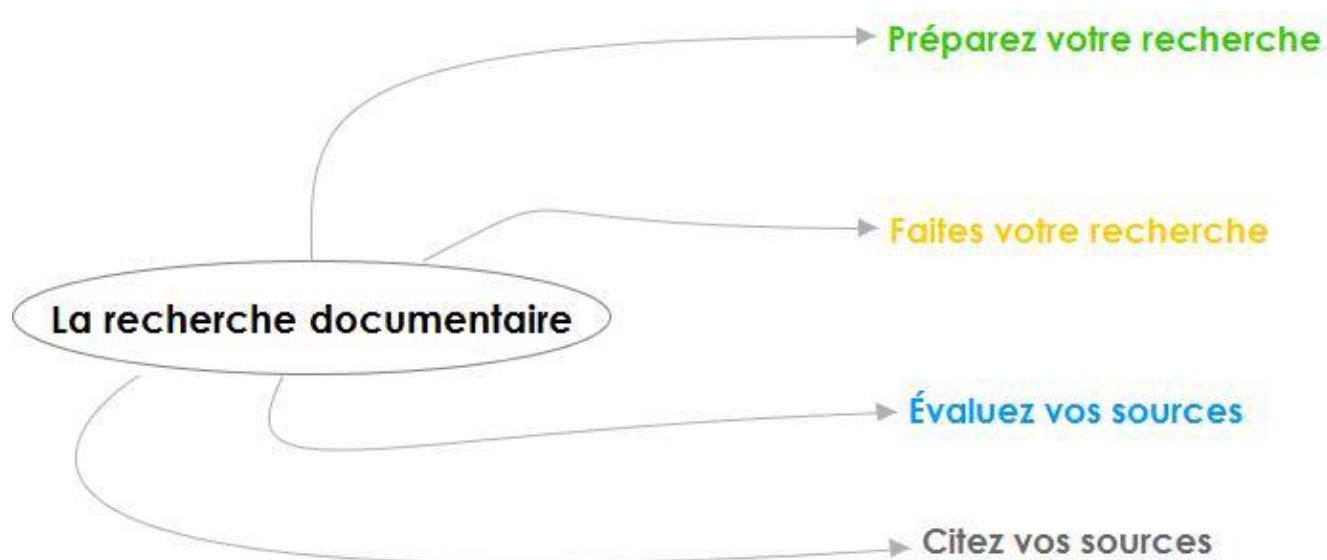 Préparez votre recherche
Faites votre recherche
La recherche documentaire
Évaluez vos sources
Citez vos sources